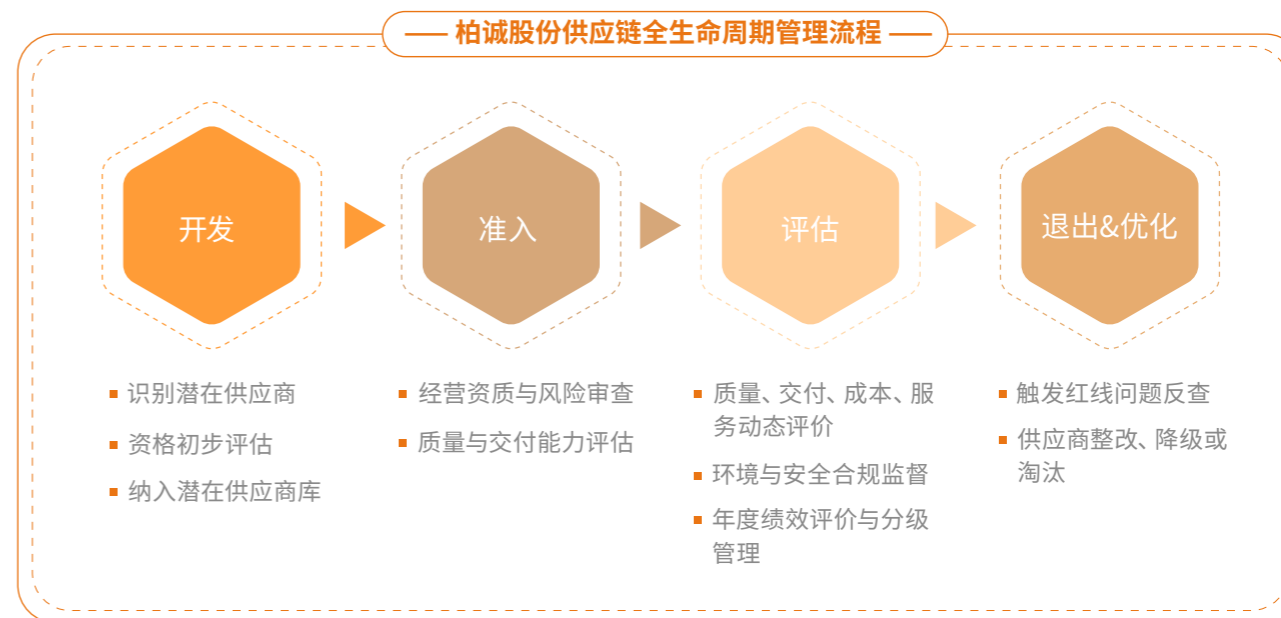 柏诚股份供应链全生命周期管理流程
开发
准入
评估
退出&优化
识别潜在供应商
资格初步评估
纳入潜在供应商库
经营资质与风险审查
质量与交付能力评估
质量、交付、成本、服
务动态评价
环境与安全合规监督
年度绩效评价与分级
管理
触发红线问题反查
供应商整改、降级或
淘汰